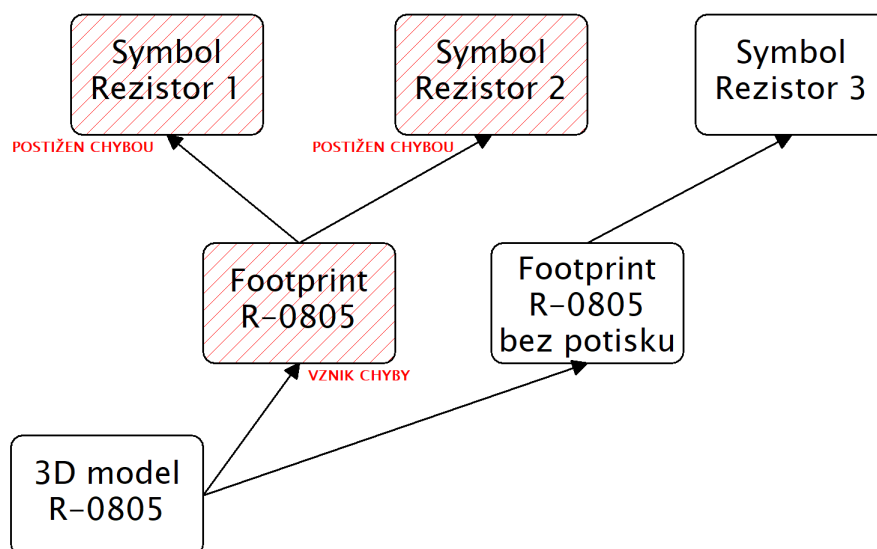 Symbol
Rezistor 1
Symbol
Rezistor 2
Symbol
Rezistor 3
POSTIŽEN CHYBOU
POSTIŽEN CHYBOU
Footprint
R-0805
Footprint
R-0805
bez potisku
VZNIK CHYBY
3D model
R-0805